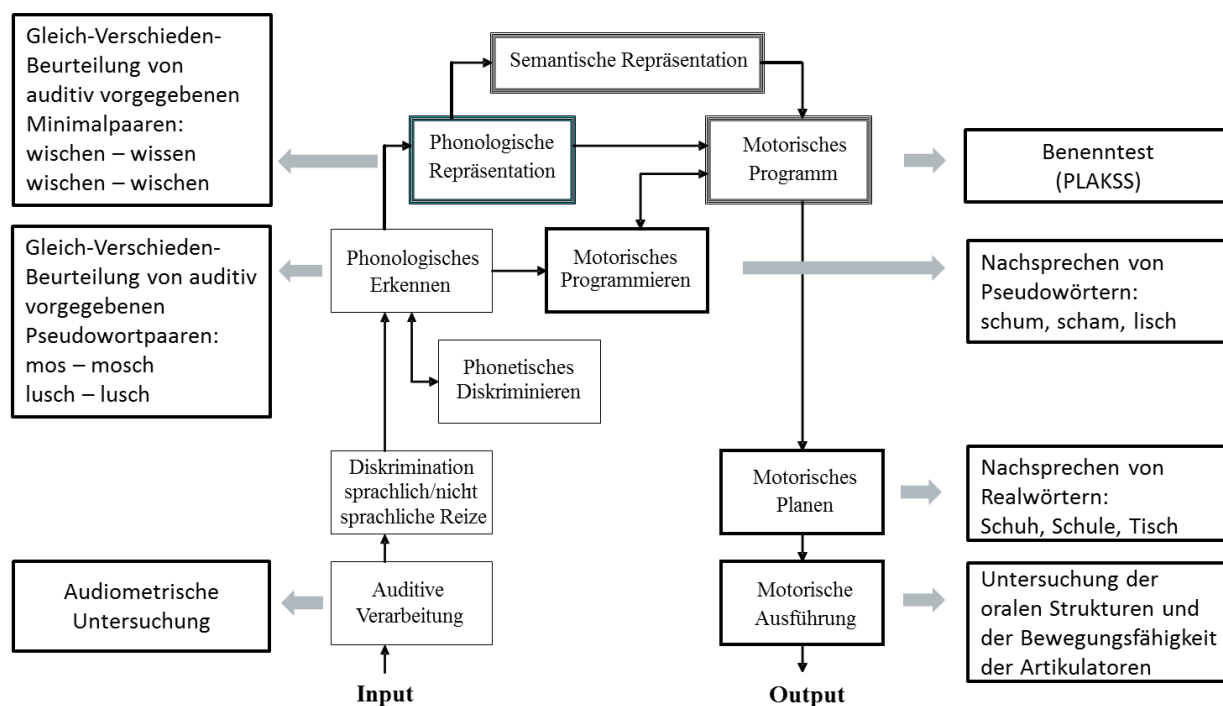 Gleich-Verschieden-
Beurteilung von
auditiv vorgegebenen
Minimalpaaren:
wischen – wissen
wischen – wischen
Semantische Repräsentation
Phonologische
Repräsentation
Motorisches
Programm
Benenntest
(PLAKSS)
Gleich-Verschieden-
Beurteilung von auditiv
vorgegebenen
Pseudowortpaaren:
mos – mosch
lusch – lusch
Phonologisches
Erkennen
Motorisches
Programmieren
Nachsprechen von
Pseudowörtern:
schum, scham, lisch
Phonetisches
Diskriminieren
Diskrimination
sprachlich/nicht
sprachliche Reize
Motorisches
Planen
Nachsprechen von
Realwörtern:
Schuh, Schule, Tisch
Audiometrische
Untersuchung
Auditive
Verarbeitung
Motorische
Ausführung
Untersuchung der
oralen Strukturen und
der Bewegungsfähigkeit
der Artikulatoren
Input
Output